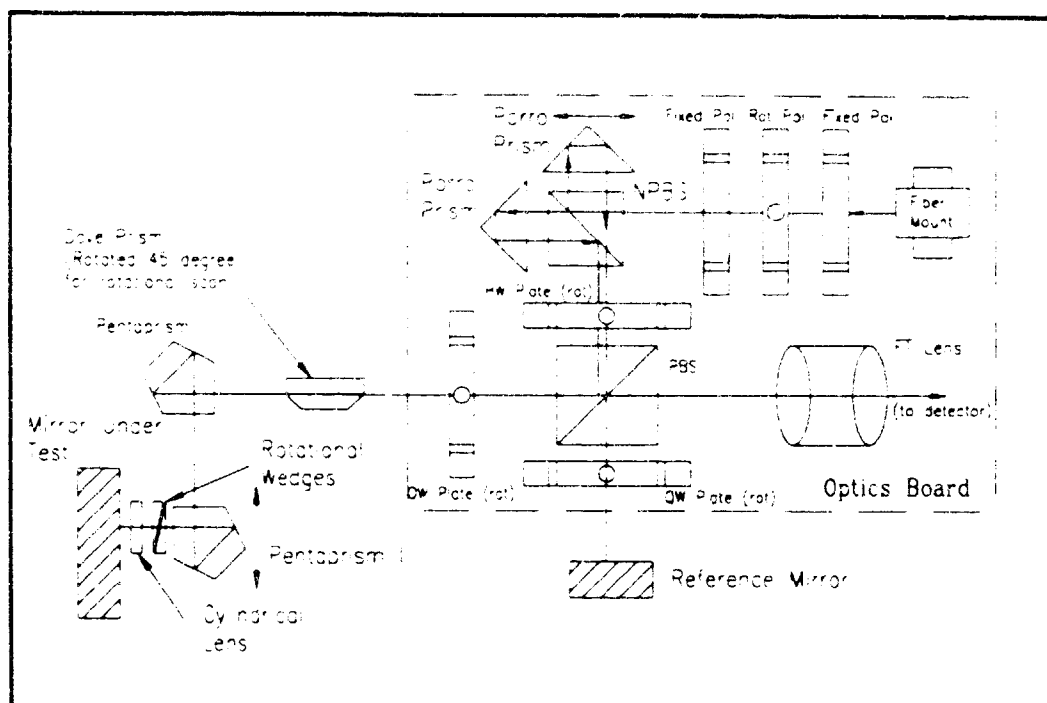 Porro
Prism
Fixed Pol
Rot Pol
Fixed Pol
Porro
Prism
NPBS
Fiber
Mount
Dove Prism
(Rotated 45 degree
for rotational scan)
HW Plate (rot)
Pentaprism
PBS
FT Lens
(to detector)
Mirror Under
Test
Rotational
Wedges
QW Plate (rot)
QW Plate (rot)
Optics Board
Pentaprism
Reference Mirror
Cylindrical
Lens